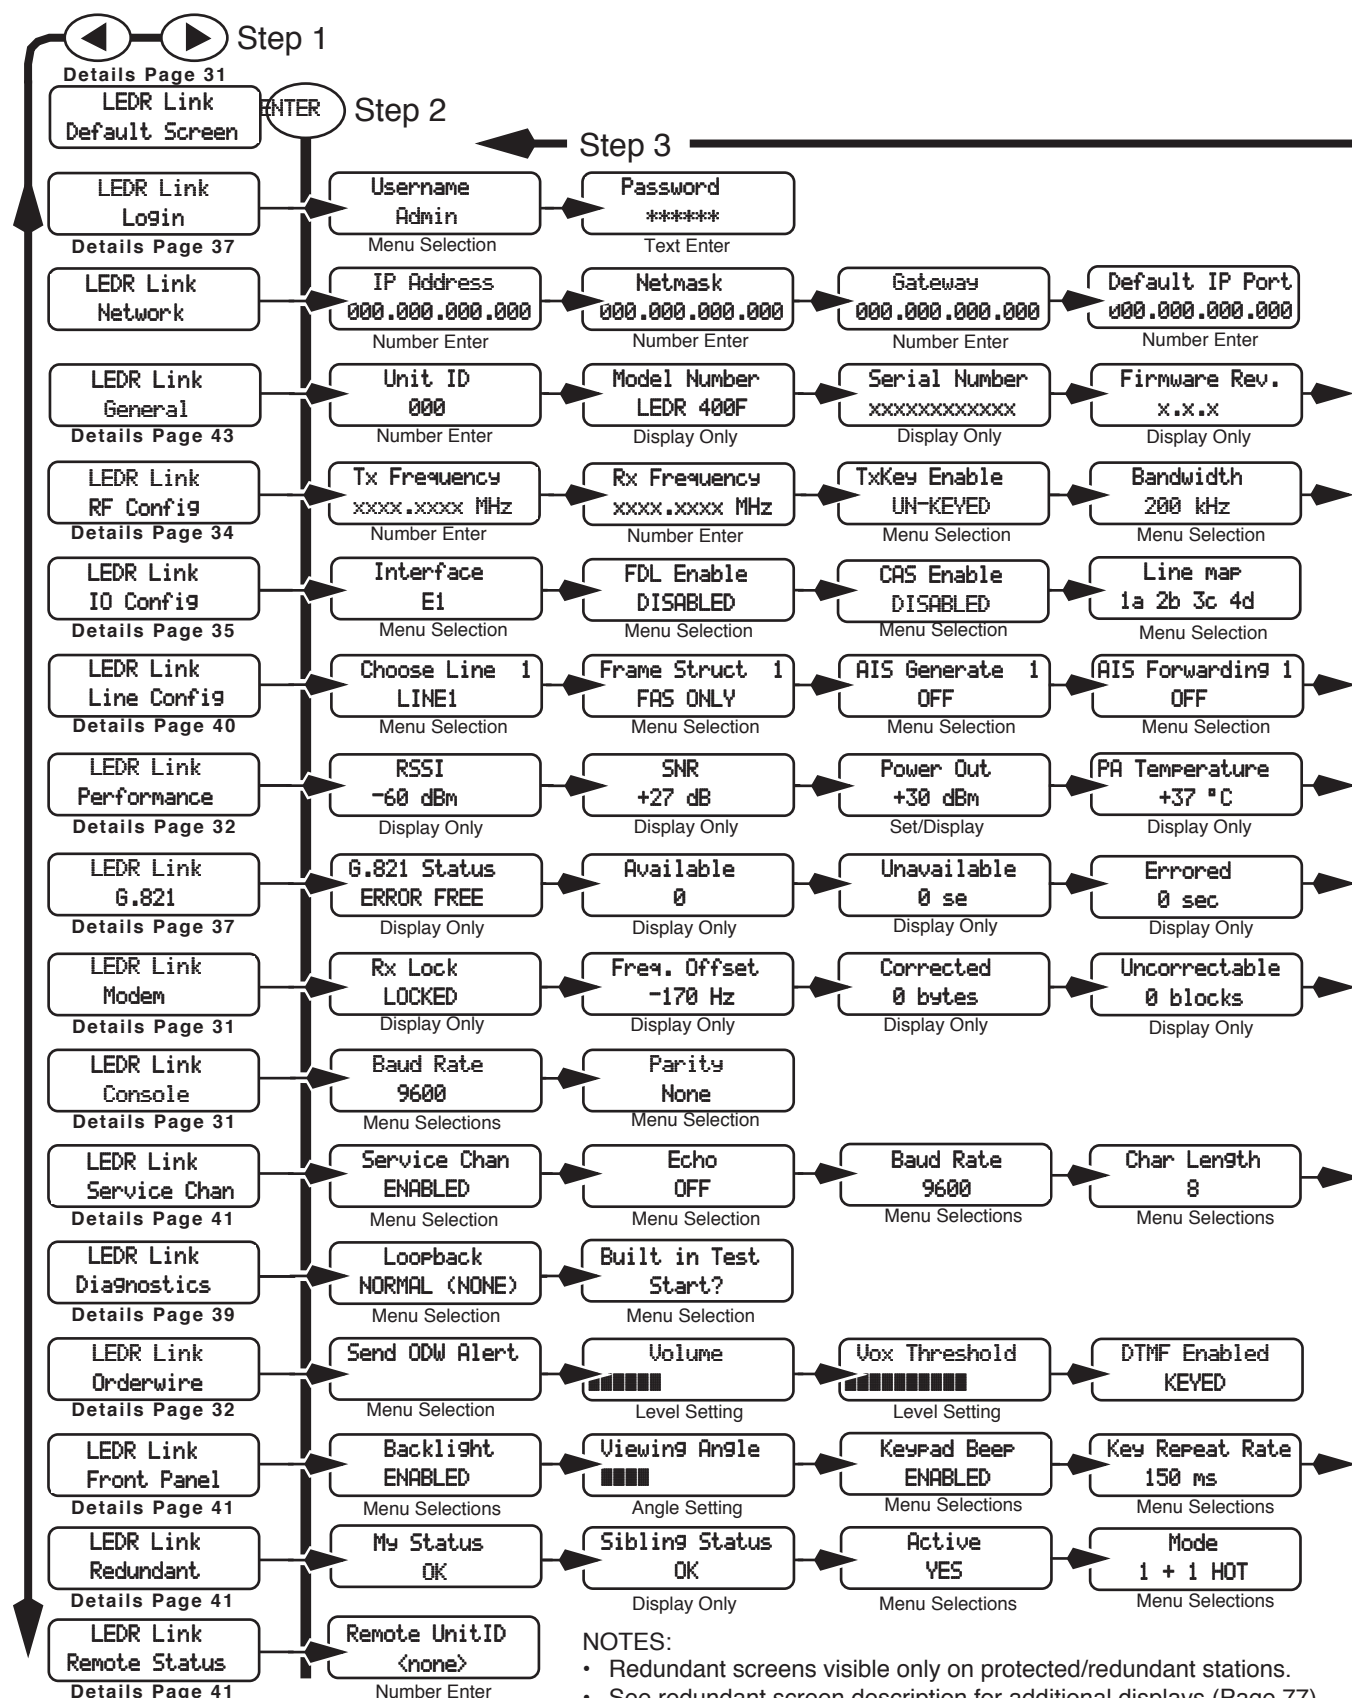 Step 1
Details Page 31
LEDR Link
Default Screen
ENTER
Step 2
Step 3
LEDR Link
Login
Details Page 37
Username
Admin
Menu Selection
Password
******
Text Enter
LEDR Link
Network
IP Address
000.000.000.000
Number Enter
Netmask
000.000.000.000
Number Enter
Gateway
000.000.000.000
Number Enter
Default IP Port
000.000.000.000
Number Enter
LEDR Link
General
Details Page 43
Unit ID
000
Number Enter
Model Number
LEDR 400F
Display Only
Serial Number
xxxxxxxxxxxx
Display Only
Firmware Rev.
x.x.x
Display Only
LEDR Link
RF Config
Details Page 34
Tx Frequency
xxxx.xxxx MHz
Number Enter
Rx Frequency
xxxx.xxxx MHz
Number Enter
TxKey Enable
UN-KEYED
Menu Selection
Bandwidth
200 kHz
Menu Selection
LEDR Link
IO Config
Details Page 35
Interface
E1
Menu Selection
FDL Enable
DISABLED
Menu Selection
CAS Enable
DISABLED
Menu Selection
Line map
1a 2b 3c 4d
Menu Selection
LEDR Link
Line Config
Details Page 40
Choose Line 1
LINE1
Menu Selection
Frame Struct 1
FAS ONLY
Menu Selection
AIS Generate 1
OFF
Menu Selection
AIS Forwarding 1
OFF
Menu Selection
LEDR Link
Performance
Details Page 32
RSSI
-60 dBm
Display Only
SNR
+27 dB
Display Only
Power Out
+30 dBm
Set/Display
PA Temperature
+37 °C
Display Only
LEDR Link
G.821
Details Page 37
G.821 Status
ERROR FREE
Display Only
Available
0
Display Only
Unavailable
0 se
Display Only
Errored
0 sec
Display Only
LEDR Link
Modem
Details Page 31
Rx Lock
LOCKED
Display Only
Freq. Offset
-170 Hz
Display Only
Corrected
0 bytes
Display Only
Uncorrectable
0 blocks
Display Only
LEDR Link
Console
Details Page 31
Baud Rate
9600
Menu Selections
Parity
None
Menu Selection
LEDR Link
Service Chan
Details Page 41
Service Chan
ENABLED
Menu Selection
Echo
OFF
Menu Selection
Baud Rate
9600
Menu Selections
Char Length
8
Menu Selections
LEDR Link
Diagnostics
Details Page 39
Loopback
NORMAL (NONE)
Menu Selection
Built in Test
Start?
Menu Selection
LEDR Link
Orderwire
Details Page 32
Send ODW Alert
Menu Selection
Volume
Level Setting
Vox Threshold
Level Setting
DTMF Enabled
KEYED
LEDR Link
Front Panel
Details Page 41
Backlight
ENABLED
Menu Selections
Viewing Angle
Angle Setting
Keypad Beep
ENABLED
Menu Selections
Key Repeat Rate
150 ms
Menu Selections
LEDR Link
Redundant
Details Page 41
My Status
OK
Sibling Status
OK
Display Only
Active
YES
Menu Selections
Mode
1 + 1 HOT
Menu Selections
LEDR Link
Remote Status
Details Page 41
Remote UnitID
<none>
Number Enter
NOTES:
• Redundant screens visible only on protected/redundant stations.
• See redundant screen description for additional displays (Page 77)